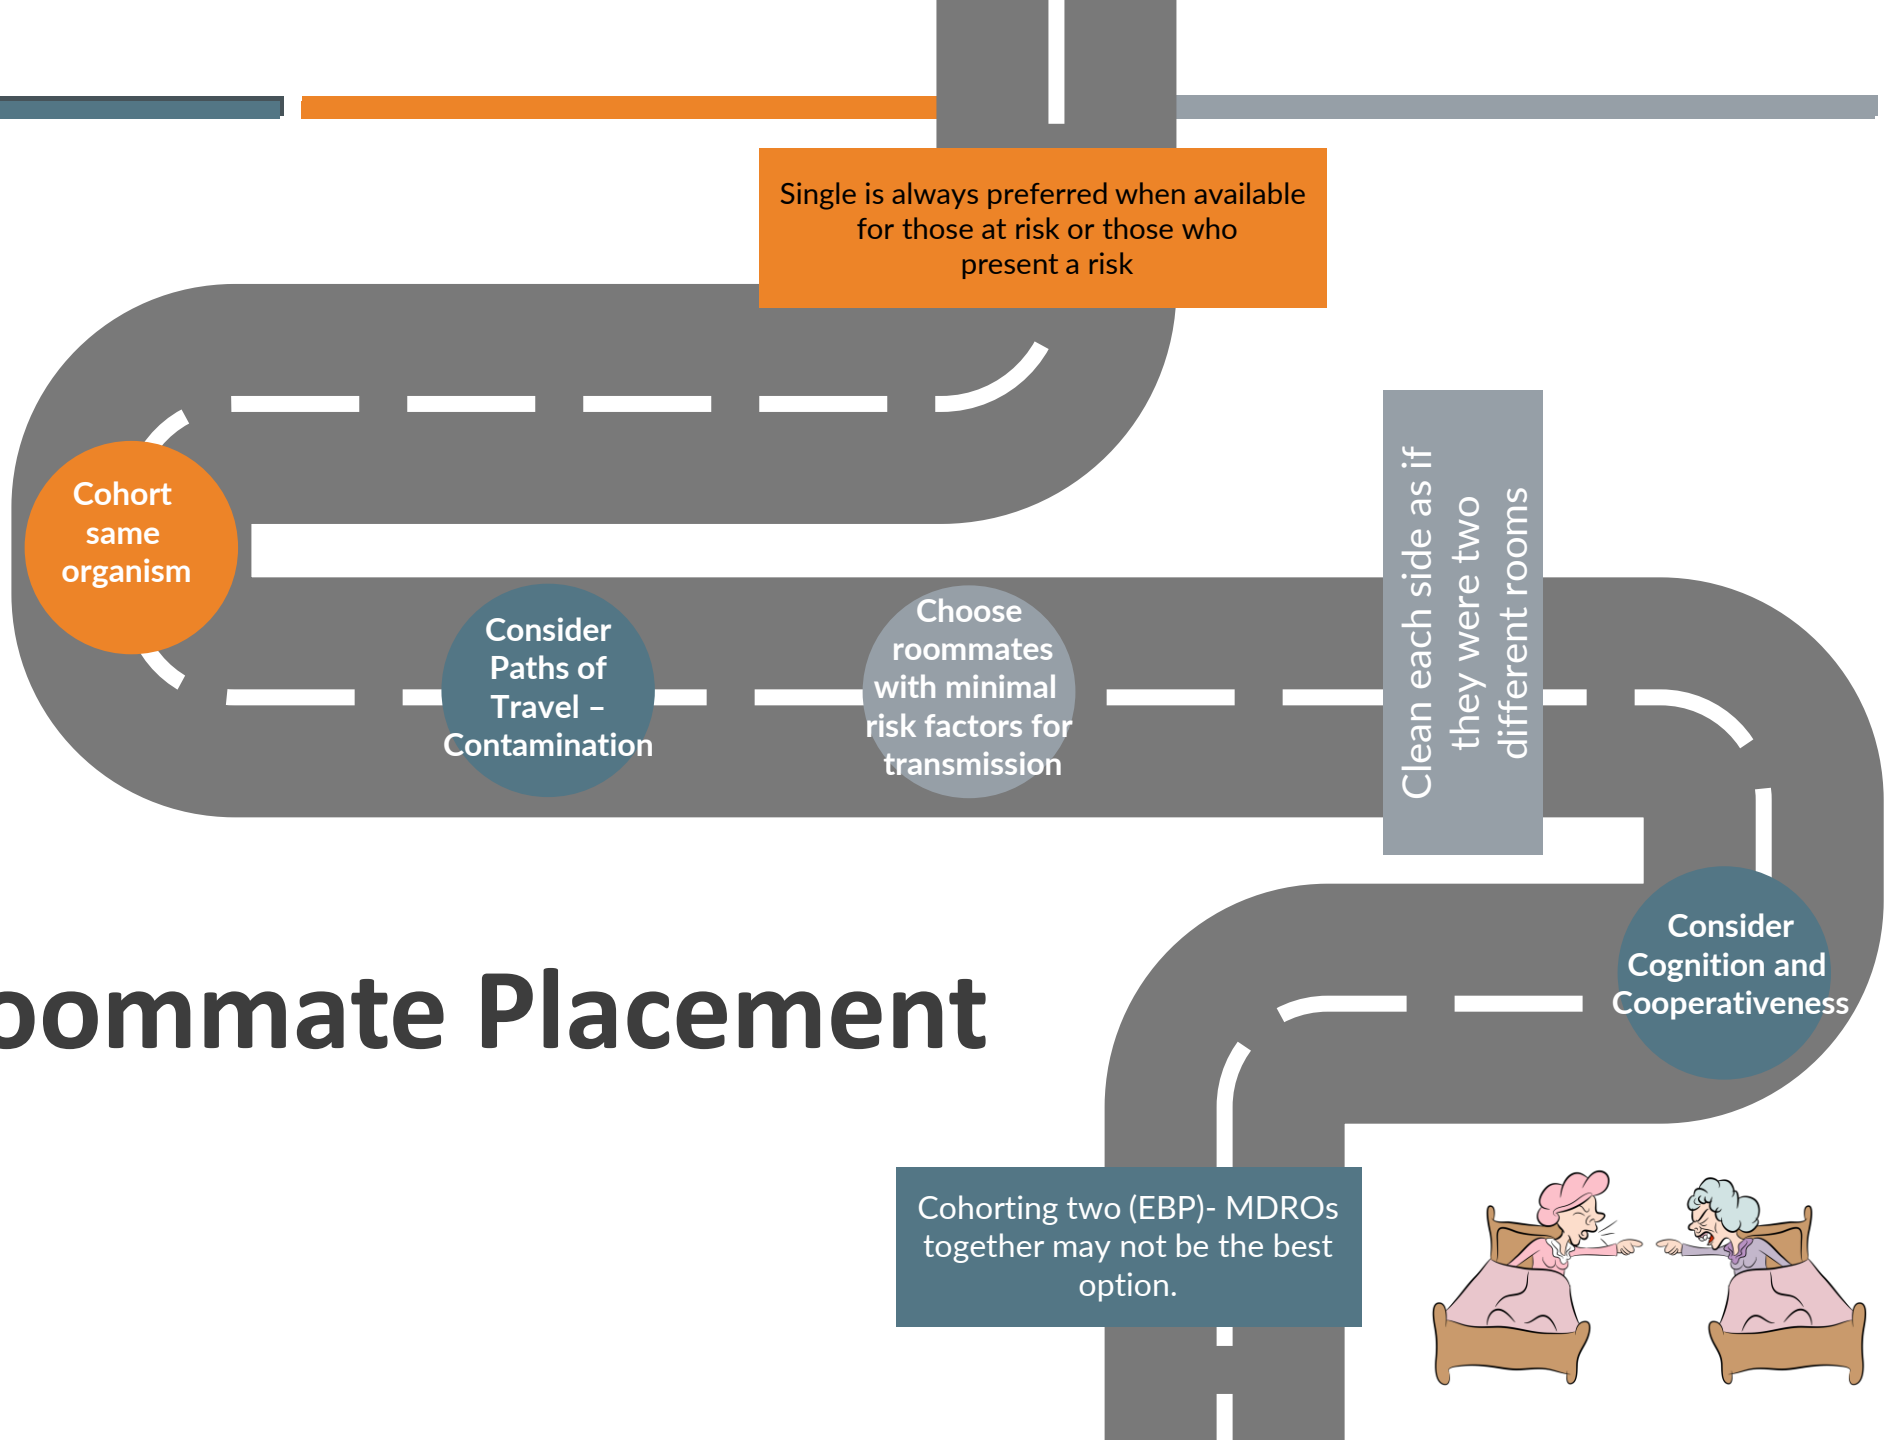 Single is always preferred when available
for those at risk or those who
present a risk
Cohort
same
organism
Consider
Paths of
Travel –
Contamination
Choose
roommates
with minimal
risk factors for
transmission
Clean each side as if
they were two
different rooms
Consider
Cognition and
Cooperativeness
oommate Placement
Cohorting two (EBP)- MDROs
together may not be the best
option.